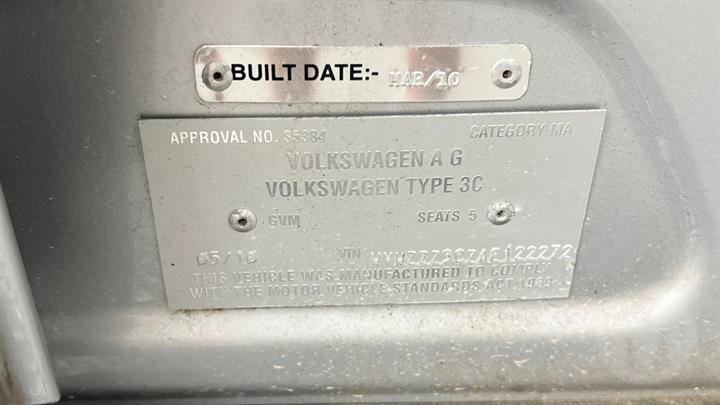 BUILT DATE:- MAR/10
APPROVAL NO. 35384 CATEGORY MA
VOLKSWAGEN A G
VOLKSWAGEN TYPE 3C
GVM SEATS 5
VIN WVWZZZ3CZAE122272
THIS VEHICLE WAS MANUFACTURED TO COMPLY
WITH THE MOTOR VEHICLE STANDARDS ACT 1989